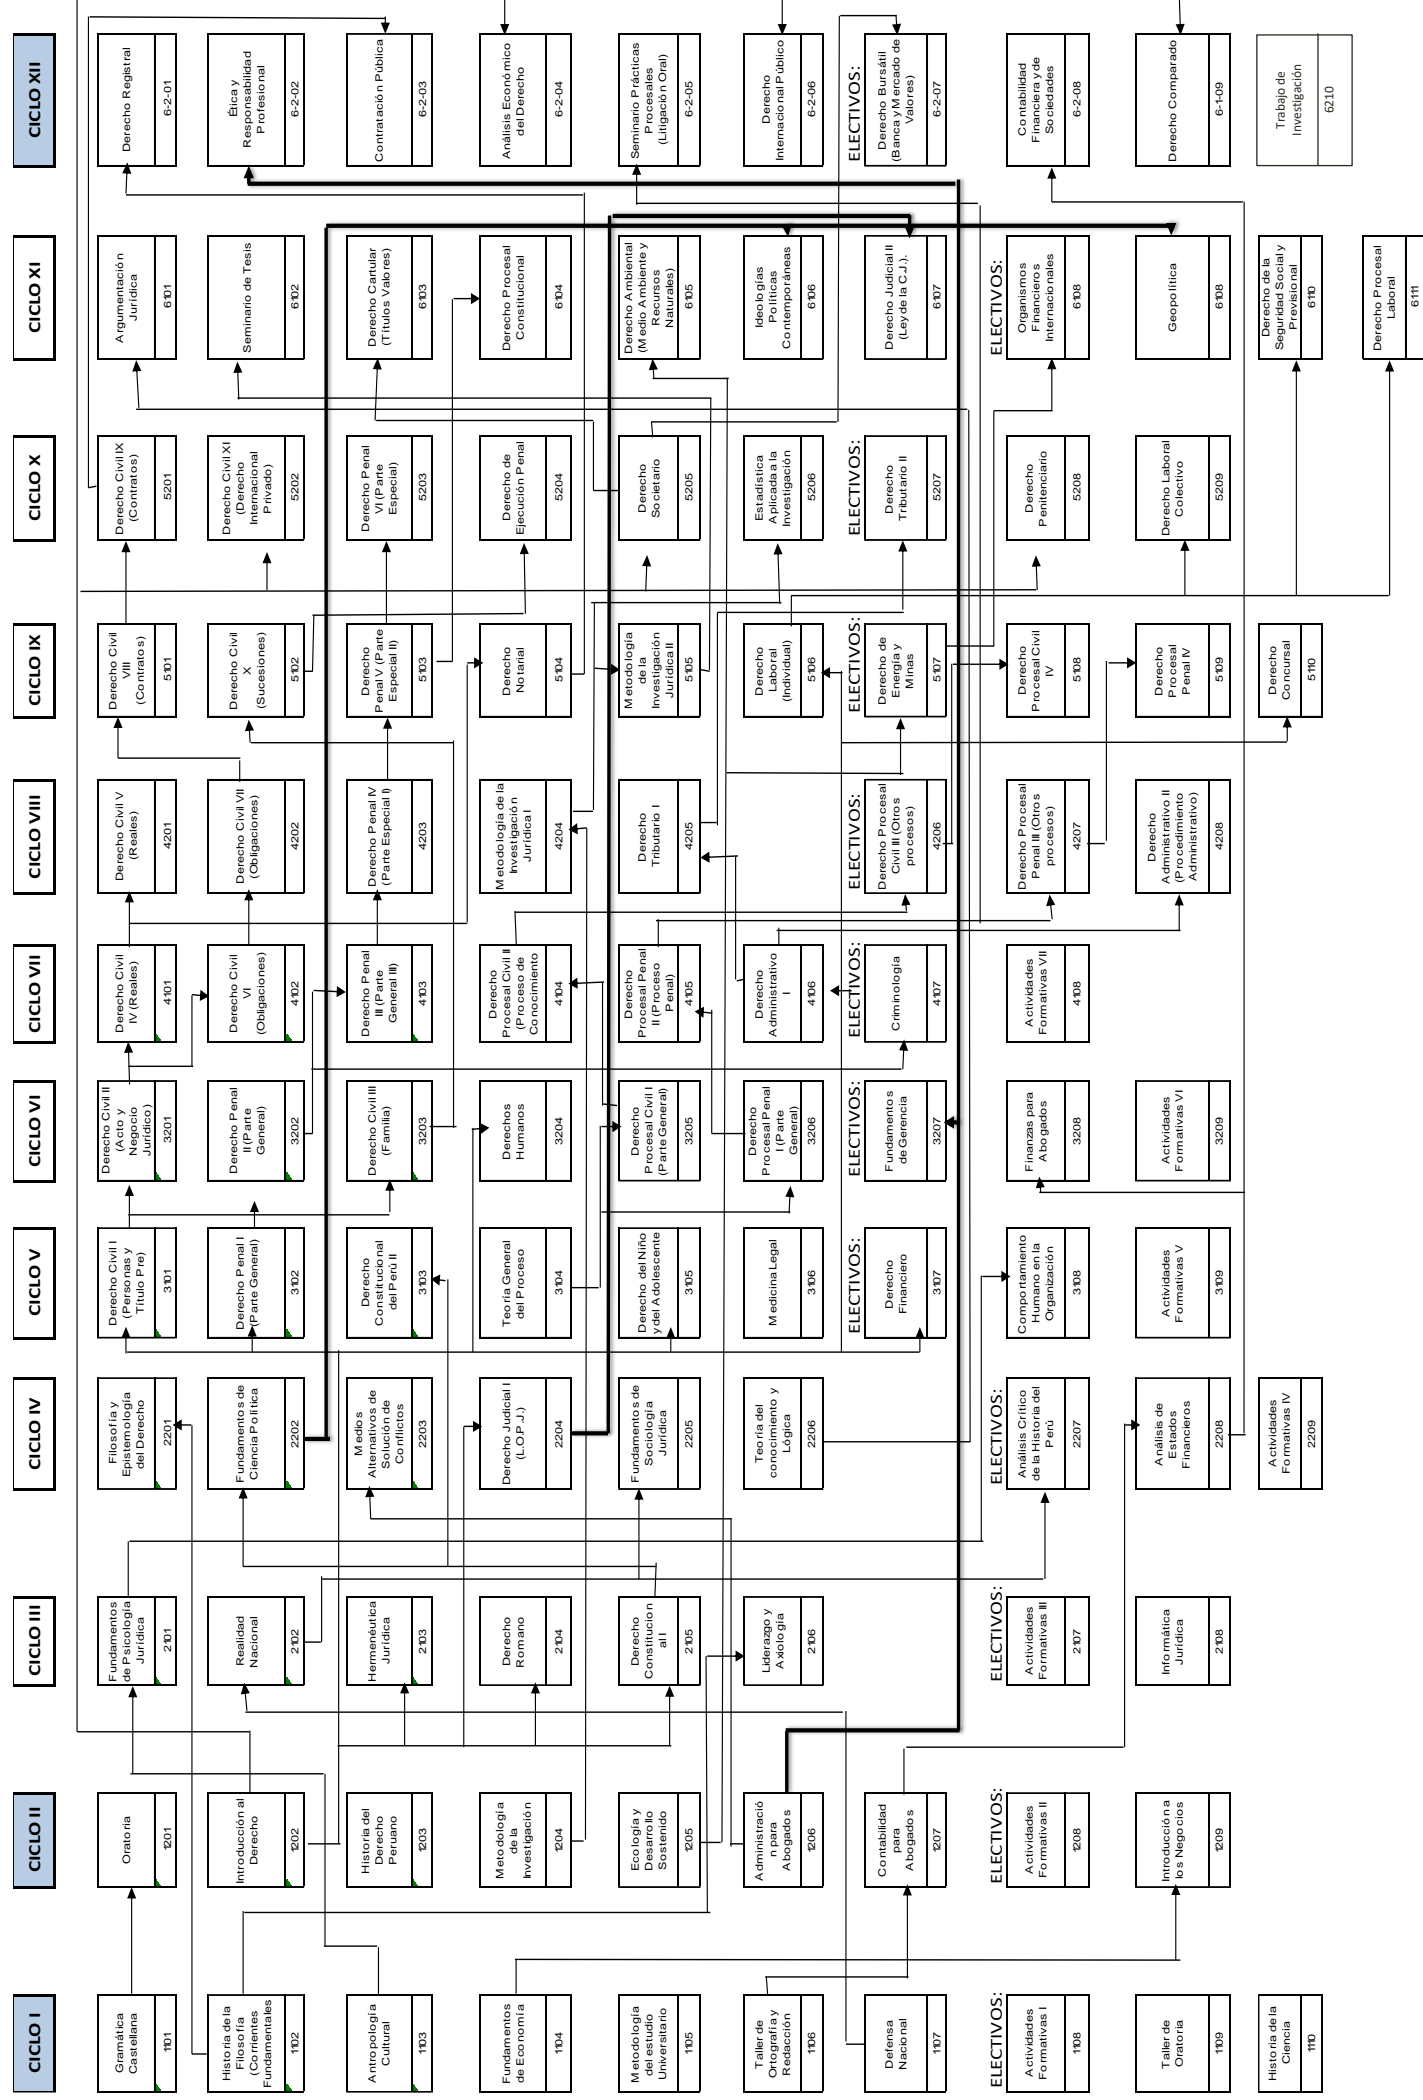 CICLO I
Gramática
Castellana
1101
Historia de la
Filosofía
(Corrientes
Fundamentales
1102
Antropología
Cultural
1103
Fundamentos
de Economía
1104
Metodología
del estudio
Universitario
1105
Taller de
Ortografía y
Redacción
1106
Defensa
Nacional
1107
ELECTIVOS:
Actividades
Formativas I
1108
Taller de
Oratoria
1109
Historia de la
Ciencia
1110
CICLO II
Oratoria
1201
Introducción al
Derecho
1202
Historia del
Derecho
Peruano
1203
Metodología
de la
Investigación
1204
Ecología y
Desarrollo
Sostenido
1205
Administració
n para
Abogados
1206
Contabilidad
para
Abogados
1207
ELECTIVOS:
Actividades
Formativas II
1208
Introducción a
los Negocios
1209
CICLO III
Fundamentos
de Psicología
Jurídica
2101
Realidad
Nacional
2102
Hermenéutica
Jurídica
2103
Derecho
Romano
2104
Derecho
Constitucion
al I
2105
Liderazgo y
Axiología
2106
ELECTIVOS:
Actividades
Formativas III
2107
Informática
Jurídica
2108
CICLO IV
Filosofía y
Epistemología
del Derecho
2201
Fundamentos de
Ciencia Política
2202
Medios
Alternativos de
Solución de
Conflictos
2203
Derecho Judicial I
(L.O.P.J.)
2204
Fundamentos de
Sociología
Jurídica
2205
Teoría del
conocimiento y
Lógica
2206
ELECTIVOS:
Análisis Crítico
de la Historia del
Perú
2207
Análisis de
Estados
Financieros
2208
Actividades
Formativas IV
2209
CICLO V
Derecho Civil I
(Personas y
Título Pre)
3101
Derecho Penal I
(Parte General)
3102
Derecho
Constitucional
del Perú II
3103
Teoría General
del Proceso
3104
Derecho del Niño
y del Adolescente
3105
Medicina Legal
3106
ELECTIVOS:
Derecho
Financiero
3107
Comportamiento
Humano en la
Organización
3108
Actividades
Formativas V
3109
CICLO VI
Derecho Civil II
(Acto y
Negocio
Jurídico)
3201
Derecho Penal
II (Parte
General)
3202
Derecho Civil III
(Familia)
3203
Derechos
Humanos
3204
Derecho
Procesal Civil I
(Parte General)
3205
Derecho
Procesal Penal
I (Parte
General)
3206
ELECTIVOS:
Fundamentos
de Gerencia
3207
Finanzas para
Abogados
3208
Actividades
Formativas VI
3209
CICLO VII
Derecho Civil
IV (Reales)
4101
Derecho Civil
VI
(Obligaciones)
4102
Derecho Penal
III (Parte
General III)
4103
Derecho
Procesal Civil II
(Proceso de
Conocimiento
4104
Derecho
Procesal Penal
II (Proceso
Penal)
4105
Derecho
Administrativo
I
4106
ELECTIVOS:
Criminología
4107
Actividades
Formativas VII
4108
CICLO VIII
Derecho Civil V
(Reales)
4201
Derecho Civil VII
(Obligaciones)
4202
Derecho Penal IV
(Parte Especial I)
4203
Metodología de la
Investigación
Jurídica I
4204
Derecho
Tributario I
4205
ELECTIVOS:
Derecho Procesal
Civil III (Otros
procesos)
4206
Derecho Procesal
Penal III (Otros
procesos)
4207
Derecho
Administrativo II
(Procedimiento
Administrativo)
4208
CICLO IX
Derecho Civil
VIII
(Contratos)
5101
Derecho Civil
X
(Sucesiones)
5102
Derecho
Penal V (Parte
Especial II)
5103
Derecho
Notarial
5104
Metodología
de la
Investigación
Jurídica II
5105
Derecho
Laboral
(Individual)
5106
ELECTIVOS:
Derecho de
Energía y
Minas
5107
Derecho
Procesal Civil
IV
5108
Derecho
Procesal
Penal IV
5109
Derecho
Concursal
5110
CICLO X
Derecho Civil IX
(Contratos)
5201
Derecho Civil XI
(Derecho
Internacional
Privado)
5202
Derecho Penal
VI (Parte
Especial)
5203
Derecho de
Ejecución Penal
5204
Derecho
Societario
5205
Estadística
Aplicada a la
Investigación
5206
ELECTIVOS:
Derecho
Tributario II
5207
Derecho
Penitenciario
5208
Derecho Laboral
Colectivo
5209
CICLO XI
Argumentación
Jurídica
6101
Seminario de Tesis
6102
Derecho Cartular
(Títulos Valores)
6103
Derecho Procesal
Constitucional
6104
Derecho Ambiental
(Medio Ambiente y
Recursos
Naturales)
6105
Ideologías
Políticas
Contemporáneas
6106
Derecho Judicial II
(Ley de la C.J.).
6107
ELECTIVOS:
Organismos
Financieros
Internacionales
6108
Geopolítica
6108
Derecho de la
Seguridad Social y
Previsional
6110
Derecho Procesal
Laboral
6111
CICLO XII
Derecho Registral
6-2-01
Ética y
Responsabilidad
Profesional
6-2-02
Contratación Pública
6-2-03
Análisis Económico
del Derecho
6-2-04
Seminario Prácticas
Procesales
(Litigación Oral)
6-2-05
Derecho
Internacional Público
6-2-06
ELECTIVOS:
Derecho Bursátil
(Banca y Mercado de
Valores)
6-2-07
Contabilidad
Financiera y de
Sociedades
6-2-08
Derecho Comparado
6-1-09
Trabajo de
Investigación
6210